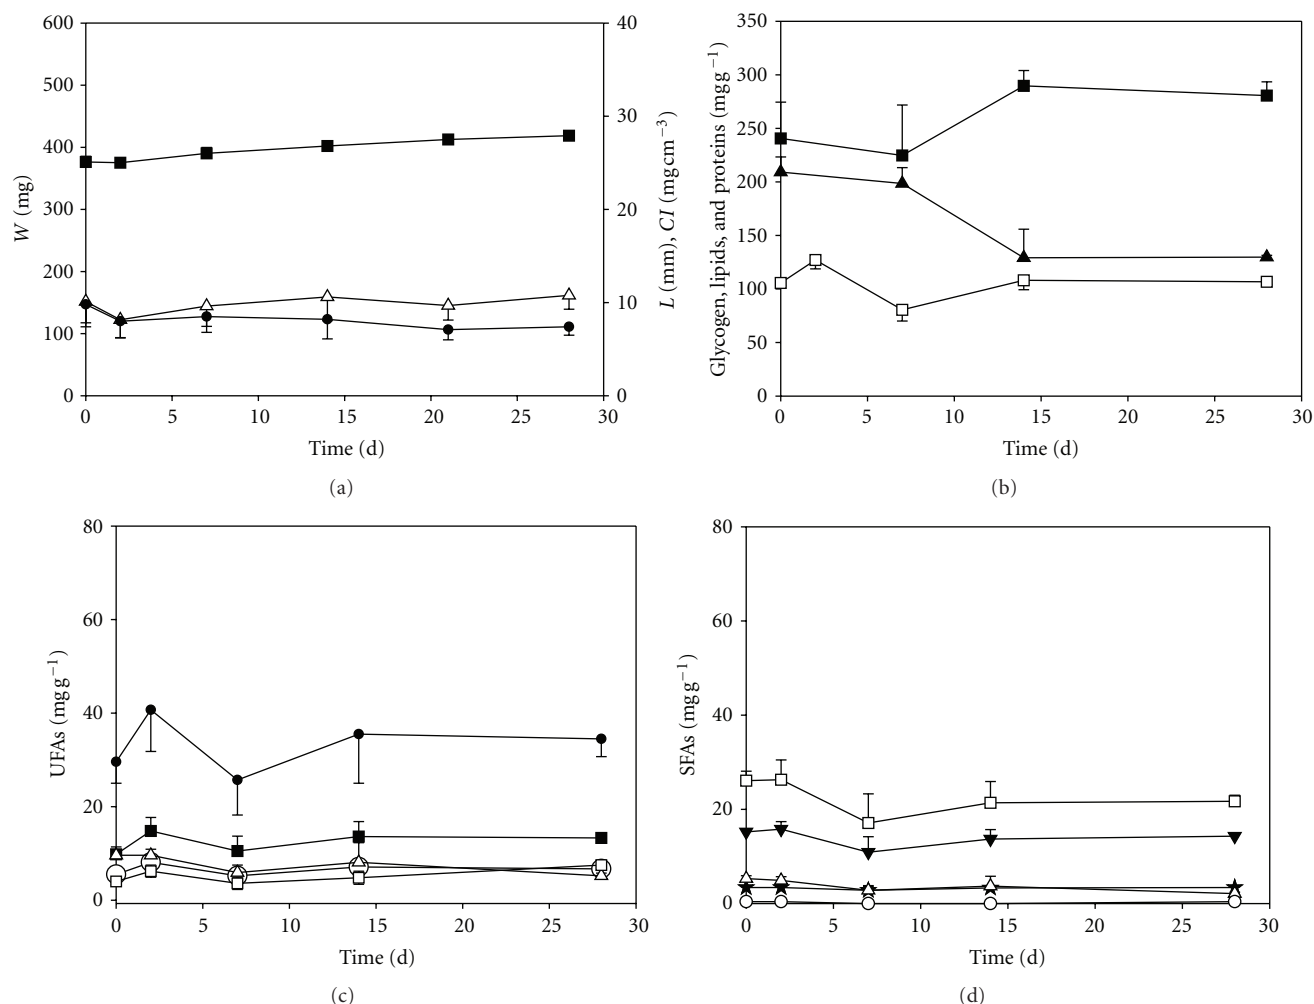 600
500
400
300
200
100
0
W (mg)
40
30
20
10
0
L (mm), CI (mg cm−3)
0 5 10 15 20 25 30
Time (d)
(a)
350
300
250
200
150
100
50
0
Glycogen, lipids, and proteins (mg g−1)
0 5 10 15 20 25 30
Time (d)
(b)
80
60
40
20
0
UFAs (mg g−1)
0 5 10 15 20 25 30
Time (d)
(c)
80
60
40
20
0
SFAs (mg g−1)
0 5 10 15 20 25 30
Time (d)
(d)